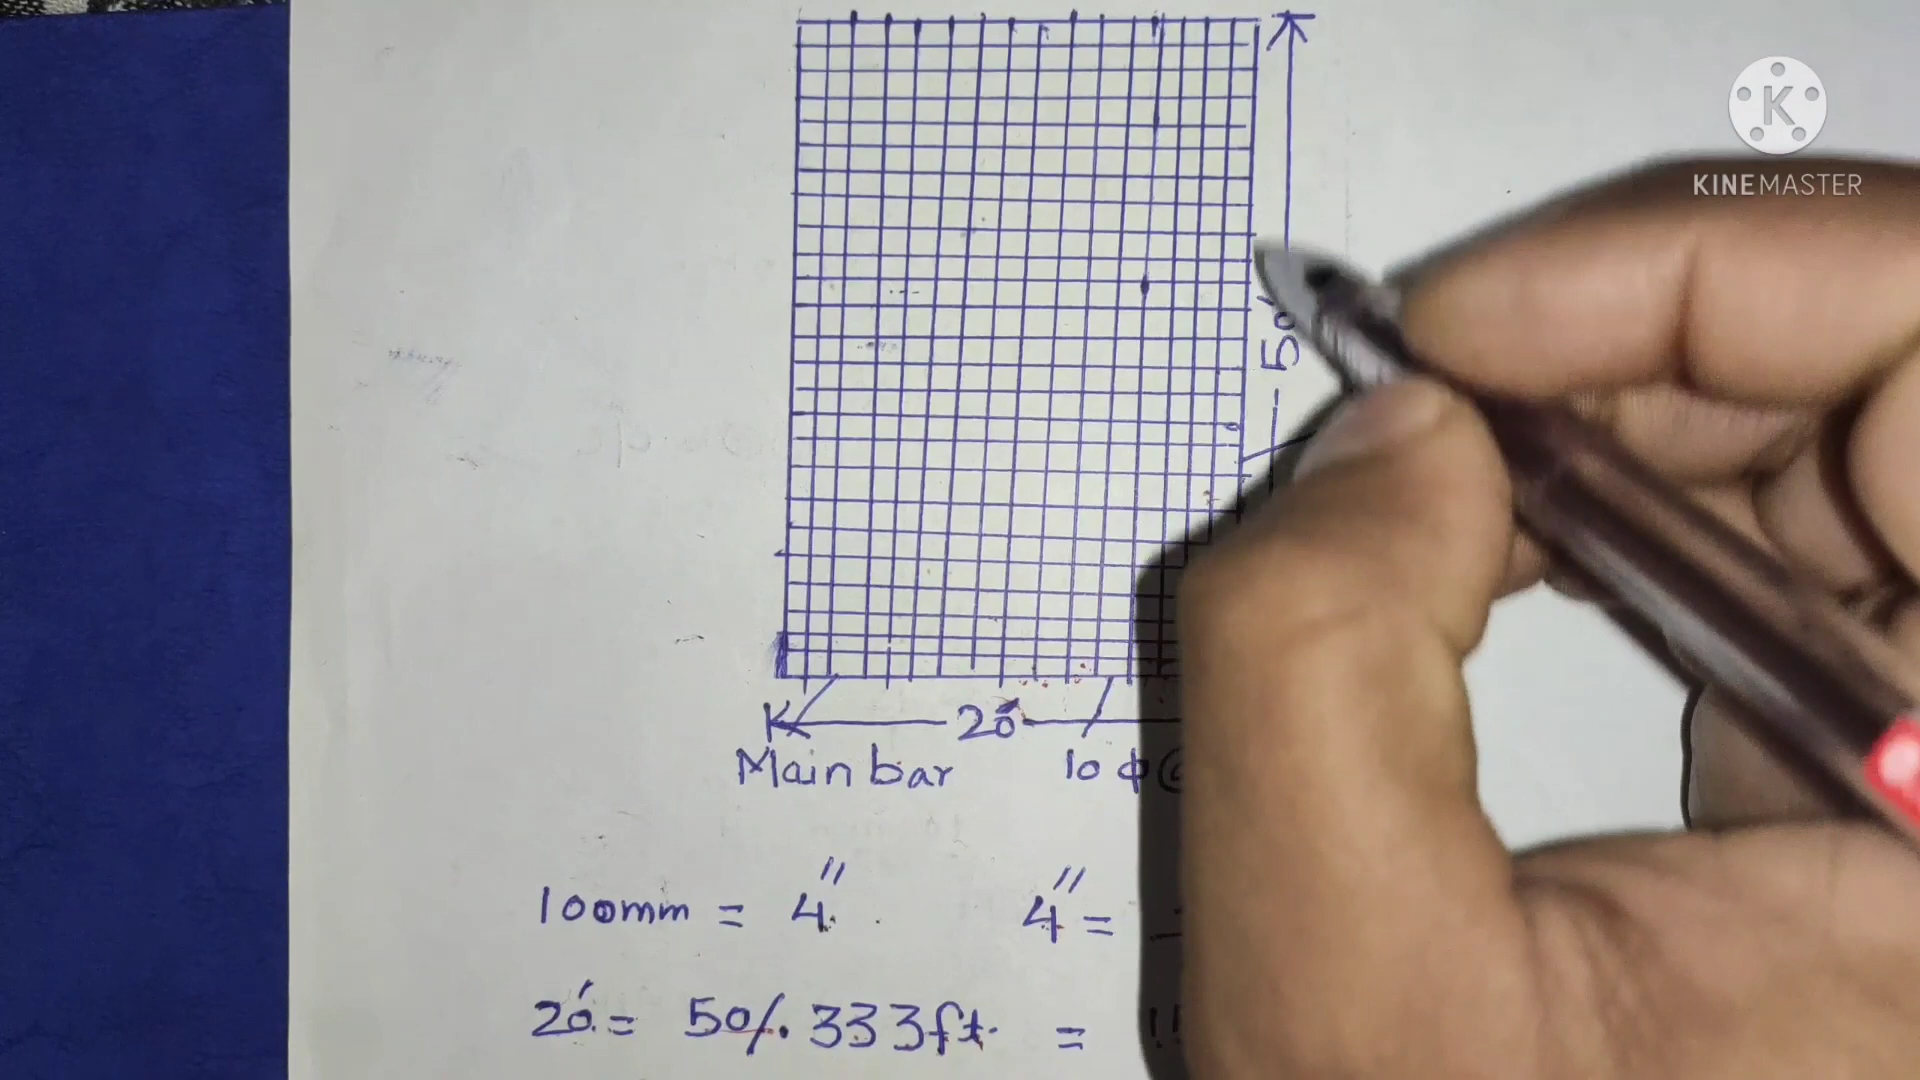 KINEMASTER
50'
20'
Main bar 10 ϕ @
100mm = 4" 4" =
20' = 50/.333ft. =